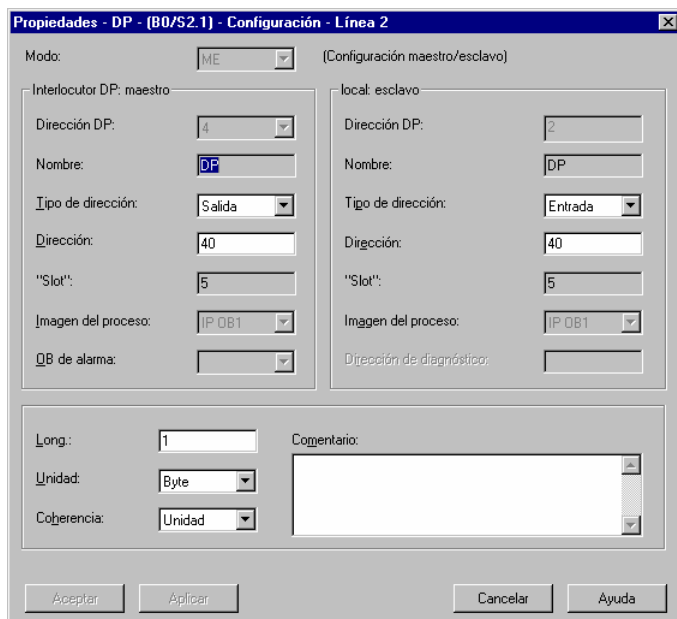 Propiedades - DP - (B0/S2.1) - Configuración - Línea 2
Modo: ME (Configuración maestro/esclavo)
Interlocutor DP: maestro
Dirección DP: 4
Nombre: DP
Tipo de dirección: Salida
Dirección: 40
"Slot": 5
Imagen del proceso: IP OB1
OB de alarma:
local: esclavo
Dirección DP: 2
Nombre: DP
Tipo de dirección: Entrada
Dirección: 40
"Slot": 5
Imagen del proceso: IP OB1
Dirección de diagnóstico:
Long.: 1
Unidad: Byte
Coherencia: Unidad
Comentario:
Aceptar Aplicar Cancelar Ayuda